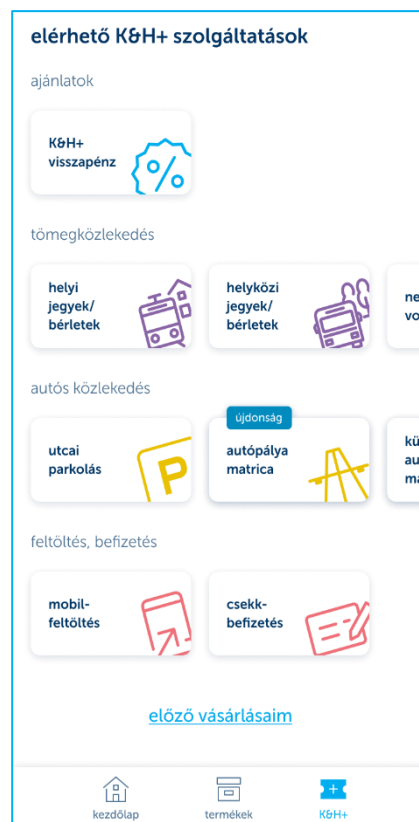 elérhető K&H+ szolgáltatások
ajánlatok
K&H+
visszapénz
tömegközlekedés
helyi
jegyek/
bérletek
helyközi
jegyek/
bérletek
autós közlekedés
utcai
parkolás
P
újdonság
autópálya
matrica
feltöltés, befizetés
mobil-
feltöltés
csekk-
befizetés
előző vásárlásaim
kezdőlap
termékek
K&H+